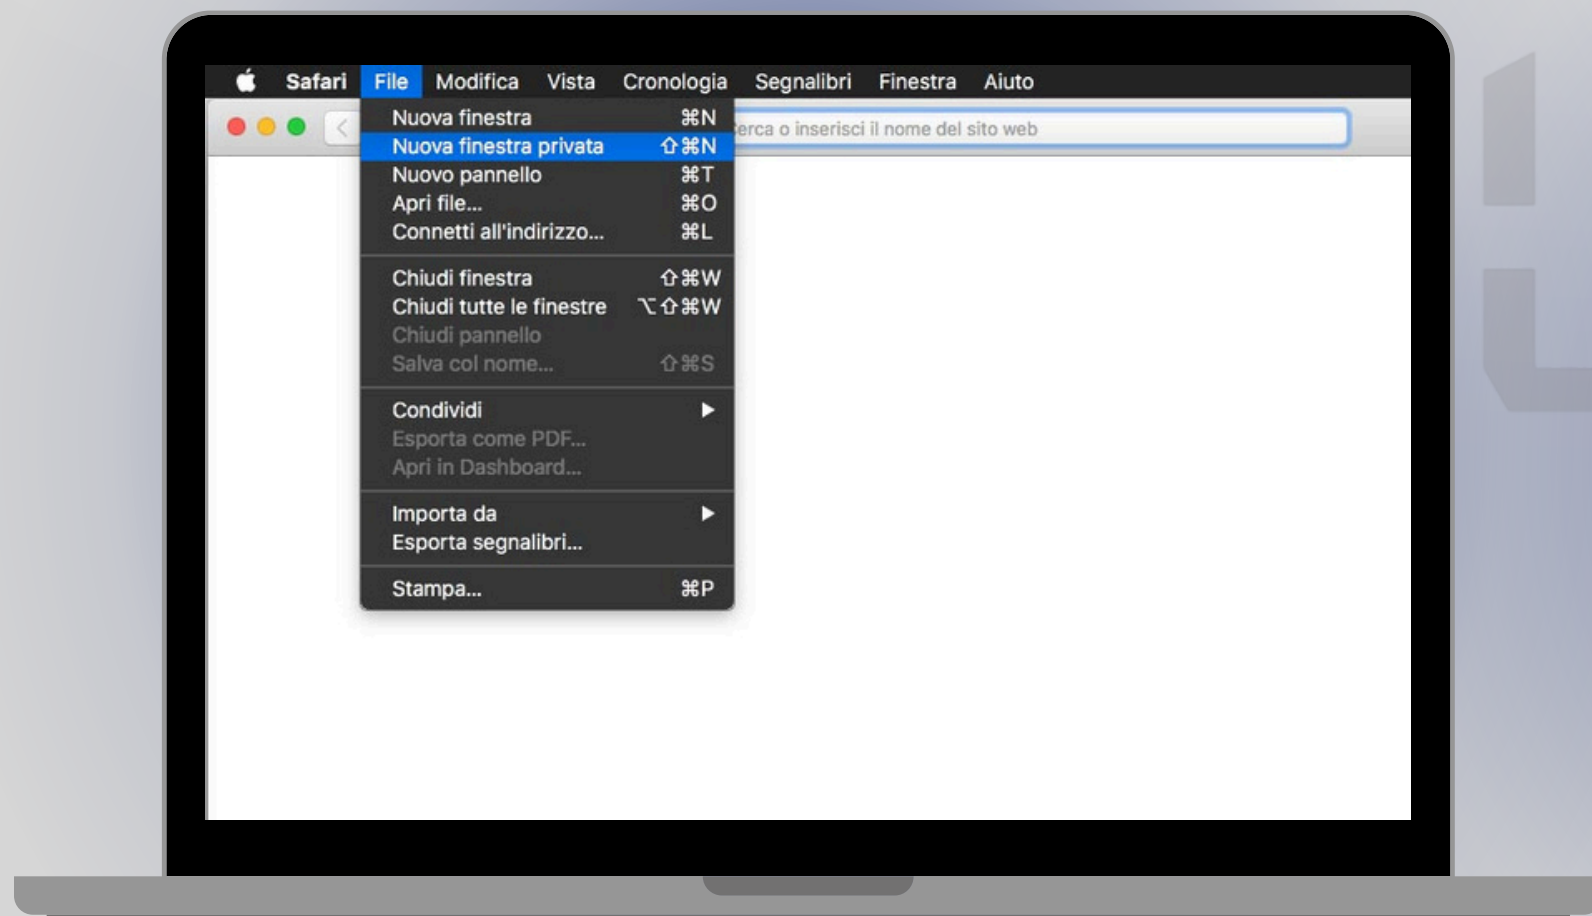 Safari File Modifica Vista Cronologia Segnalibri Finestra Aiuto
Nuova finestra ⌘N
Nuova finestra privata ⇧⌘N
erca o inserisci il nome del sito web
Nuovo pannello ⌘T
Apri file... ⌘O
Connetti all'indirizzo... ⌘L
Chiudi finestra ⇧⌘W
Chiudi tutte le finestre ⌥⇧⌘W
Chiudi pannello
Salva col nome... ⇧⌘S
Condividi ▶
Esporta come PDF...
Apri in Dashboard...
Importa da ▶
Esporta segnalibri...
Stampa... ⌘P